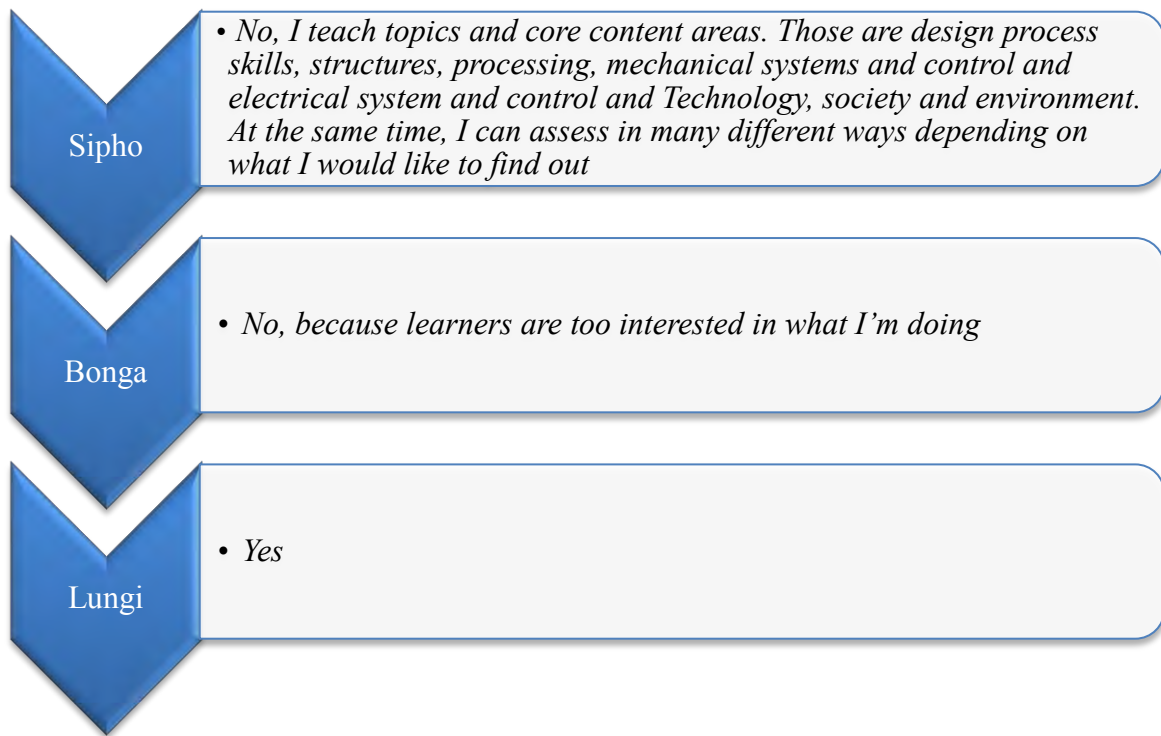 Sipho
• No, I teach topics and core content areas. Those are design process
skills, structures, processing, mechanical systems and control and
electrical system and control and Technology, society and environment.
At the same time, I can assess in many different ways depending on
what I would like to find out
Bonga
• No, because learners are too interested in what I’m doing
Lungi
• Yes